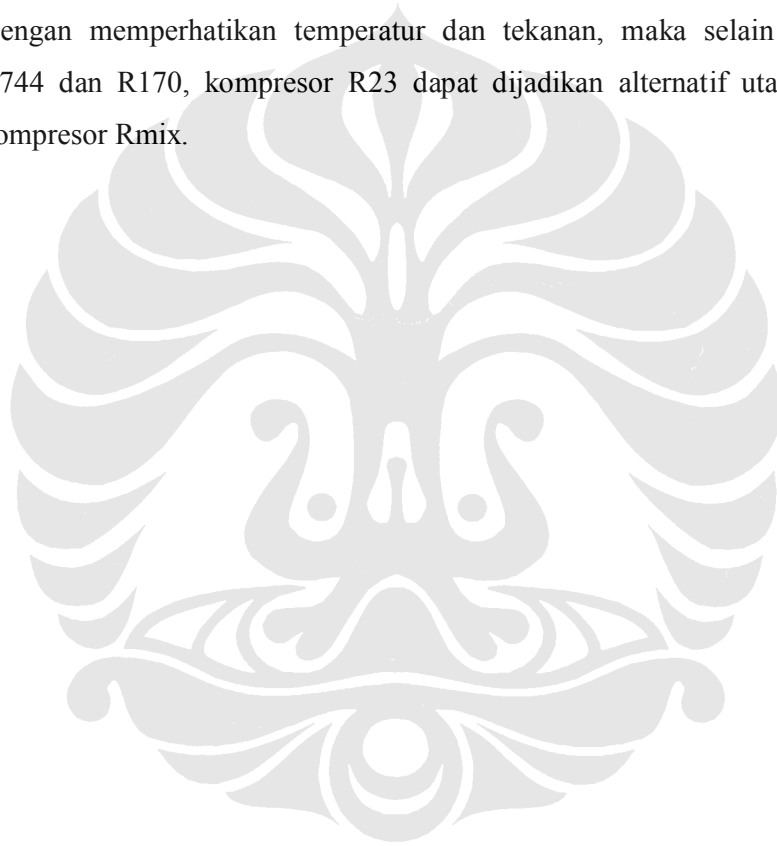 engan memperhatikan temperatur dan tekanan, maka selain
744 dan R170, kompresor R23 dapat dijadikan alternatif uta
ompresor Rmix.